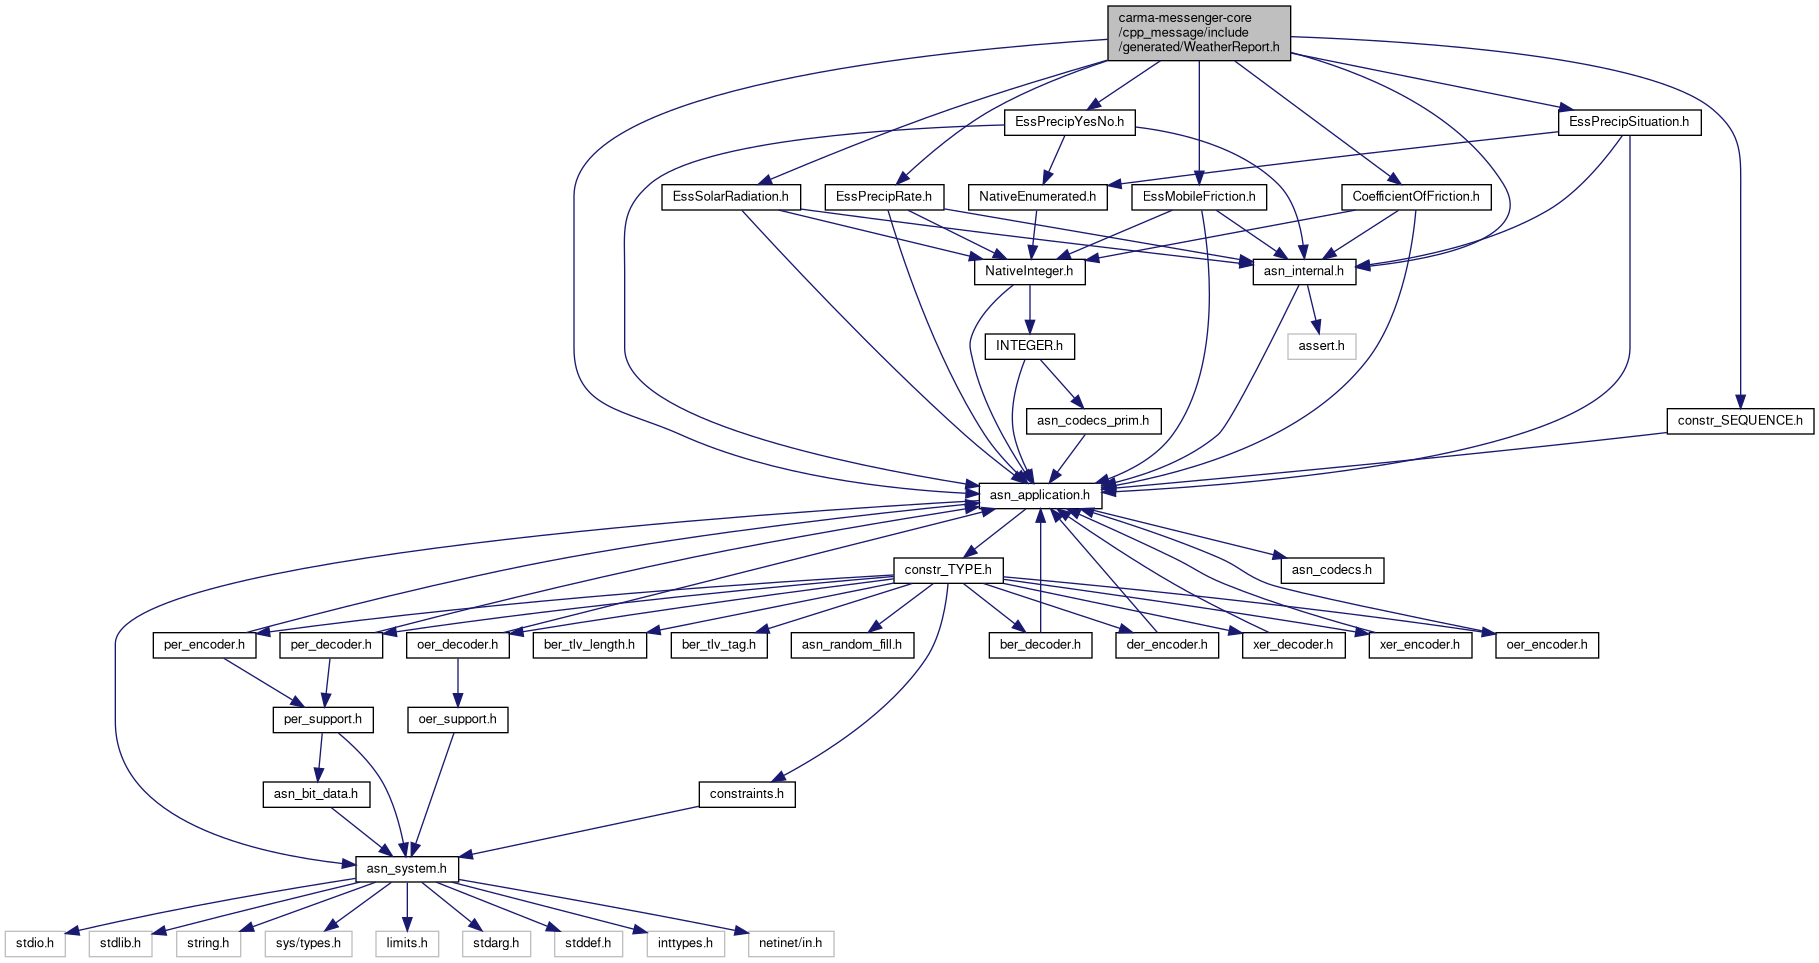 carma-messenger-core
/cpp_message/include
/generated/WeatherReport.h
EssPrecipYesNo.h
EssPrecipSituation.h
EssSolarRadiation.h
EssPrecipRate.h
NativeEnumerated.h
EssMobileFriction.h
CoefficientOfFriction.h
NativeInteger.h
asn_internal.h
INTEGER.h
assert.h
asn_codecs_prim.h
constr_SEQUENCE.h
asn_application.h
constr_TYPE.h
asn_codecs.h
per_encoder.h
per_decoder.h
oer_decoder.h
ber_tlv_length.h
ber_tlv_tag.h
asn_random_fill.h
ber_decoder.h
der_encoder.h
xer_decoder.h
xer_encoder.h
oer_encoder.h
per_support.h
oer_support.h
asn_bit_data.h
constraints.h
asn_system.h
stdio.h
stdlib.h
string.h
sys/types.h
limits.h
stdarg.h
stddef.h
inttypes.h
netinet/in.h